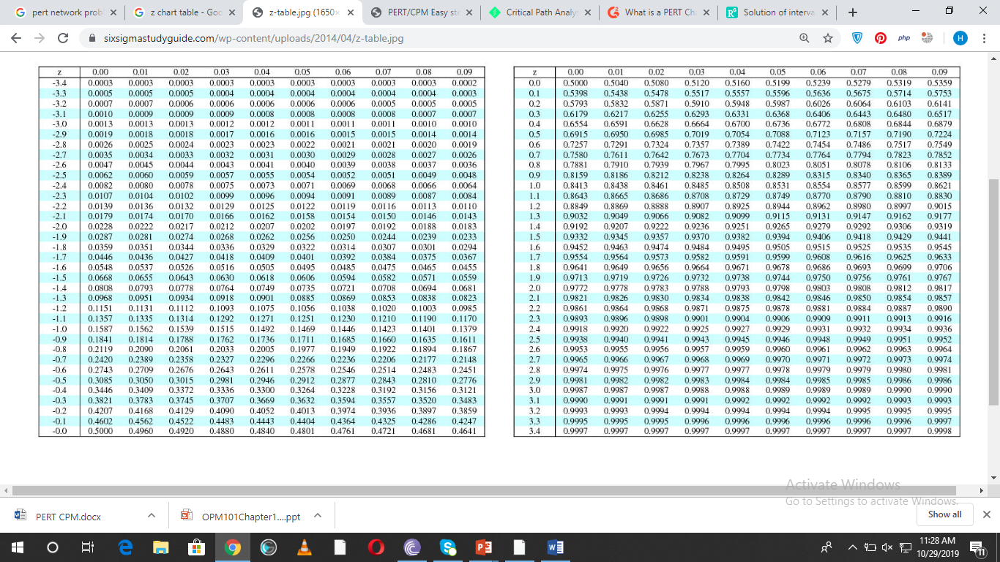 pert network prob
z chart table - Goo
z-table.jpg (1650×
PERT/CPM Easy st
Critical Path Analy
What is a PERT Ch
Solution of interva
sixsigmastudyguide.com/wp-content/uploads/2014/04/z-table.jpg
php
H
z 0.00 0.01 0.02 0.03 0.04 0.05 0.06 0.07 0.08 0.09
-3.4 0.0003 0.0003 0.0003 0.0003 0.0003 0.0003 0.0003 0.0003 0.0003 0.0002
-3.3 0.0005 0.0005 0.0005 0.0004 0.0004 0.0004 0.0004 0.0004 0.0004 0.0003
-3.2 0.0007 0.0007 0.0006 0.0006 0.0006 0.0006 0.0006 0.0005 0.0005 0.0005
-3.1 0.0010 0.0009 0.0009 0.0009 0.0008 0.0008 0.0008 0.0008 0.0007 0.0007
-3.0 0.0013 0.0013 0.0013 0.0012 0.0012 0.0011 0.0011 0.0011 0.0010 0.0010
-2.9 0.0019 0.0018 0.0018 0.0017 0.0016 0.0016 0.0015 0.0015 0.0014 0.0014
-2.8 0.0026 0.0025 0.0024 0.0023 0.0023 0.0022 0.0021 0.0021 0.0020 0.0019
-2.7 0.0035 0.0034 0.0033 0.0032 0.0031 0.0030 0.0029 0.0028 0.0027 0.0026
-2.6 0.0047 0.0045 0.0044 0.0043 0.0041 0.0040 0.0039 0.0038 0.0037 0.0036
-2.5 0.0062 0.0060 0.0059 0.0057 0.0055 0.0054 0.0052 0.0051 0.0049 0.0048
-2.4 0.0082 0.0080 0.0078 0.0075 0.0073 0.0071 0.0069 0.0068 0.0066 0.0064
-2.3 0.0107 0.0104 0.0102 0.0099 0.0096 0.0094 0.0091 0.0089 0.0087 0.0084
-2.2 0.0139 0.0136 0.0132 0.0129 0.0125 0.0122 0.0119 0.0116 0.0113 0.0110
-2.1 0.0179 0.0174 0.0170 0.0166 0.0162 0.0158 0.0154 0.0150 0.0146 0.0143
-2.0 0.0228 0.0222 0.0217 0.0212 0.0207 0.0202 0.0197 0.0192 0.0188 0.0183
-1.9 0.0287 0.0281 0.0274 0.0268 0.0262 0.0256 0.0250 0.0244 0.0239 0.0233
-1.8 0.0359 0.0351 0.0344 0.0336 0.0329 0.0322 0.0314 0.0307 0.0301 0.0294
-1.7 0.0446 0.0436 0.0427 0.0418 0.0409 0.0401 0.0392 0.0384 0.0375 0.0367
-1.6 0.0548 0.0537 0.0526 0.0516 0.0505 0.0495 0.0485 0.0475 0.0465 0.0455
-1.5 0.0668 0.0655 0.0643 0.0630 0.0618 0.0606 0.0594 0.0582 0.0571 0.0559
-1.4 0.0808 0.0793 0.0778 0.0764 0.0749 0.0735 0.0721 0.0708 0.0694 0.0681
-1.3 0.0968 0.0951 0.0934 0.0918 0.0901 0.0885 0.0869 0.0853 0.0838 0.0823
-1.2 0.1151 0.1131 0.1112 0.1093 0.1075 0.1056 0.1038 0.1020 0.1003 0.0985
-1.1 0.1357 0.1335 0.1314 0.1292 0.1271 0.1251 0.1230 0.1210 0.1190 0.1170
-1.0 0.1587 0.1562 0.1539 0.1515 0.1492 0.1469 0.1446 0.1423 0.1401 0.1379
-0.9 0.1841 0.1814 0.1788 0.1762 0.1736 0.1711 0.1685 0.1660 0.1635 0.1611
-0.8 0.2119 0.2090 0.2061 0.2033 0.2005 0.1977 0.1949 0.1922 0.1894 0.1867
-0.7 0.2420 0.2389 0.2358 0.2327 0.2296 0.2266 0.2236 0.2206 0.2177 0.2148
-0.6 0.2743 0.2709 0.2676 0.2643 0.2611 0.2578 0.2546 0.2514 0.2483 0.2451
-0.5 0.3085 0.3050 0.3015 0.2981 0.2946 0.2912 0.2877 0.2843 0.2810 0.2776
-0.4 0.3446 0.3409 0.3372 0.3336 0.3300 0.3264 0.3228 0.3192 0.3156 0.3121
-0.3 0.3821 0.3783 0.3745 0.3707 0.3669 0.3632 0.3594 0.3557 0.3520 0.3483
-0.2 0.4207 0.4168 0.4129 0.4090 0.4052 0.4013 0.3974 0.3936 0.3897 0.3859
-0.1 0.4602 0.4562 0.4522 0.4483 0.4443 0.4404 0.4364 0.4325 0.4286 0.4247
-0.0 0.5000 0.4960 0.4920 0.4880 0.4840 0.4801 0.4761 0.4721 0.4681 0.4641
z 0.00 0.01 0.02 0.03 0.04 0.05 0.06 0.07 0.08 0.09
0.0 0.5000 0.5040 0.5080 0.5120 0.5160 0.5199 0.5239 0.5279 0.5319 0.5359
0.1 0.5398 0.5438 0.5478 0.5517 0.5557 0.5596 0.5636 0.5675 0.5714 0.5753
0.2 0.5793 0.5832 0.5871 0.5910 0.5948 0.5987 0.6026 0.6064 0.6103 0.6141
0.3 0.6179 0.6217 0.6255 0.6293 0.6331 0.6368 0.6406 0.6443 0.6480 0.6517
0.4 0.6554 0.6591 0.6628 0.6664 0.6700 0.6736 0.6772 0.6808 0.6844 0.6879
0.5 0.6915 0.6950 0.6985 0.7019 0.7054 0.7088 0.7123 0.7157 0.7190 0.7224
0.6 0.7257 0.7291 0.7324 0.7357 0.7389 0.7422 0.7454 0.7486 0.7517 0.7549
0.7 0.7580 0.7611 0.7642 0.7673 0.7704 0.7734 0.7764 0.7794 0.7823 0.7852
0.8 0.7881 0.7910 0.7939 0.7967 0.7995 0.8023 0.8051 0.8078 0.8106 0.8133
0.9 0.8159 0.8186 0.8212 0.8238 0.8264 0.8289 0.8315 0.8340 0.8365 0.8389
1.0 0.8413 0.8438 0.8461 0.8485 0.8508 0.8531 0.8554 0.8577 0.8599 0.8621
1.1 0.8643 0.8665 0.8686 0.8708 0.8729 0.8749 0.8770 0.8790 0.8810 0.8830
1.2 0.8849 0.8869 0.8888 0.8907 0.8925 0.8944 0.8962 0.8980 0.8997 0.9015
1.3 0.9032 0.9049 0.9066 0.9082 0.9099 0.9115 0.9131 0.9147 0.9162 0.9177
1.4 0.9192 0.9207 0.9222 0.9236 0.9251 0.9265 0.9279 0.9292 0.9306 0.9319
1.5 0.9332 0.9345 0.9357 0.9370 0.9382 0.9394 0.9406 0.9418 0.9429 0.9441
1.6 0.9452 0.9463 0.9474 0.9484 0.9495 0.9505 0.9515 0.9525 0.9535 0.9545
1.7 0.9554 0.9564 0.9573 0.9582 0.9591 0.9599 0.9608 0.9616 0.9625 0.9633
1.8 0.9641 0.9649 0.9656 0.9664 0.9671 0.9678 0.9686 0.9693 0.9699 0.9706
1.9 0.9713 0.9719 0.9726 0.9732 0.9738 0.9744 0.9750 0.9756 0.9761 0.9767
2.0 0.9772 0.9778 0.9783 0.9788 0.9793 0.9798 0.9803 0.9808 0.9812 0.9817
2.1 0.9821 0.9826 0.9830 0.9834 0.9838 0.9842 0.9846 0.9850 0.9854 0.9857
2.2 0.9861 0.9864 0.9868 0.9871 0.9875 0.9878 0.9881 0.9884 0.9887 0.9890
2.3 0.9893 0.9896 0.9898 0.9901 0.9904 0.9906 0.9909 0.9911 0.9913 0.9916
2.4 0.9918 0.9920 0.9922 0.9925 0.9927 0.9929 0.9931 0.9932 0.9934 0.9936
2.5 0.9938 0.9940 0.9941 0.9943 0.9945 0.9946 0.9948 0.9949 0.9951 0.9952
2.6 0.9953 0.9955 0.9956 0.9957 0.9959 0.9960 0.9961 0.9962 0.9963 0.9964
2.7 0.9965 0.9966 0.9967 0.9968 0.9969 0.9970 0.9971 0.9972 0.9973 0.9974
2.8 0.9974 0.9975 0.9976 0.9977 0.9977 0.9978 0.9979 0.9979 0.9980 0.9981
2.9 0.9981 0.9982 0.9982 0.9983 0.9984 0.9984 0.9985 0.9985 0.9986 0.9986
3.0 0.9987 0.9987 0.9987 0.9988 0.9988 0.9989 0.9989 0.9989 0.9990 0.9990
3.1 0.9990 0.9991 0.9991 0.9991 0.9992 0.9992 0.9992 0.9992 0.9993 0.9993
3.2 0.9993 0.9993 0.9994 0.9994 0.9994 0.9994 0.9994 0.9995 0.9995 0.9995
3.3 0.9995 0.9995 0.9995 0.9996 0.9996 0.9996 0.9996 0.9996 0.9996 0.9997
3.4 0.9997 0.9997 0.9997 0.9997 0.9997 0.9997 0.9997 0.9997 0.9997 0.9998
Activate Windows
Go to Settings to activate Windows.
PERT CPM.docx
OPM101Chapter1....ppt
Show all
11:28 AM
10/29/2019
11